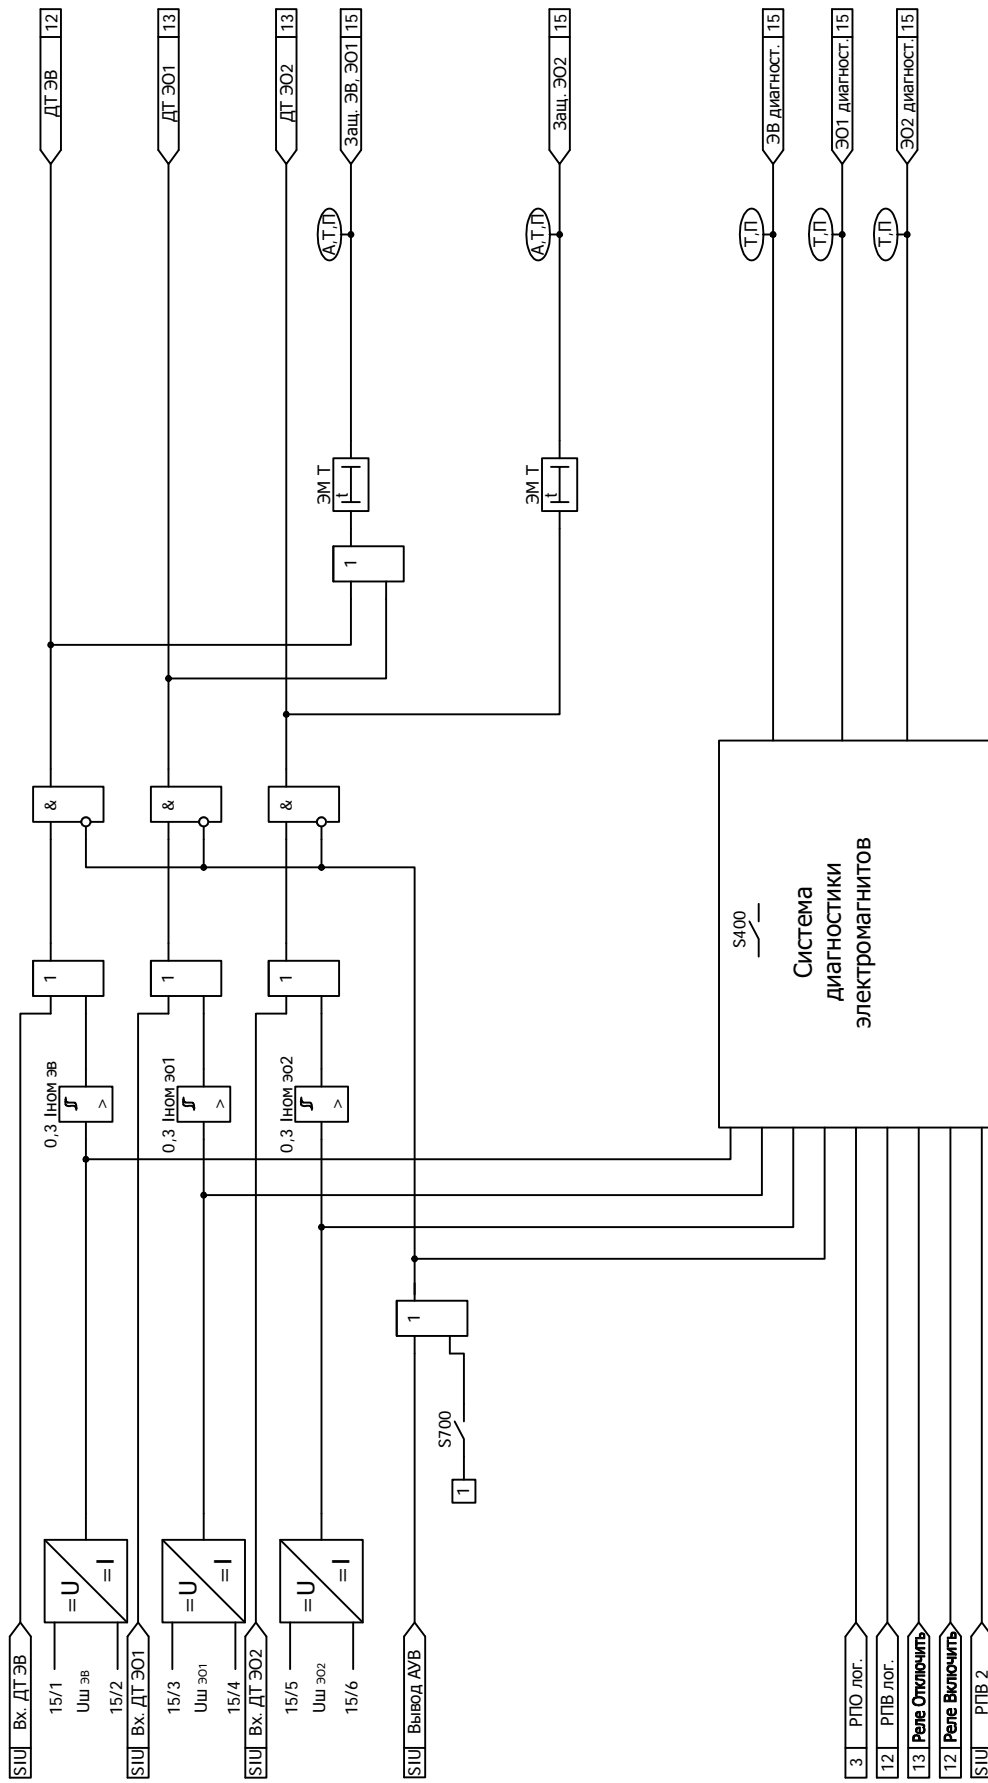 SIU Вх. ДТ ЭВ
15/1
Uш ЭВ
15/2
=U
=I
SIU Вх. ДТ ЭО1
15/3
Uш ЭО1
15/4
=U
=I
SIU Вх. ДТ ЭО2
15/5
Uш ЭО2
15/6
=U
=I
SIU Вывод АУВ
1
S700
1
0,3 Iном эв
>
0,3 Iном эо1
>
0,3 Iном эо2
>
1
1
1
&
&
&
1
ЭМ Т
t
ЭМ Т
t
А,Т,П
А,Т,П
Т,П
Т,П
Т,П
ДТ ЭВ 12
ДТ ЭО1 13
ДТ ЭО2 13
Защ. ЭВ, ЭО1 15
Защ. ЭО2 15
ЭВ диагност. 15
ЭО1 диагност. 15
ЭО2 диагност. 15
S400
Система
диагностики
электромагнитов
3 РПО лог.
12 РПВ лог.
13 Реле Отключить
12 Реле Включить
SIU РПВ 2